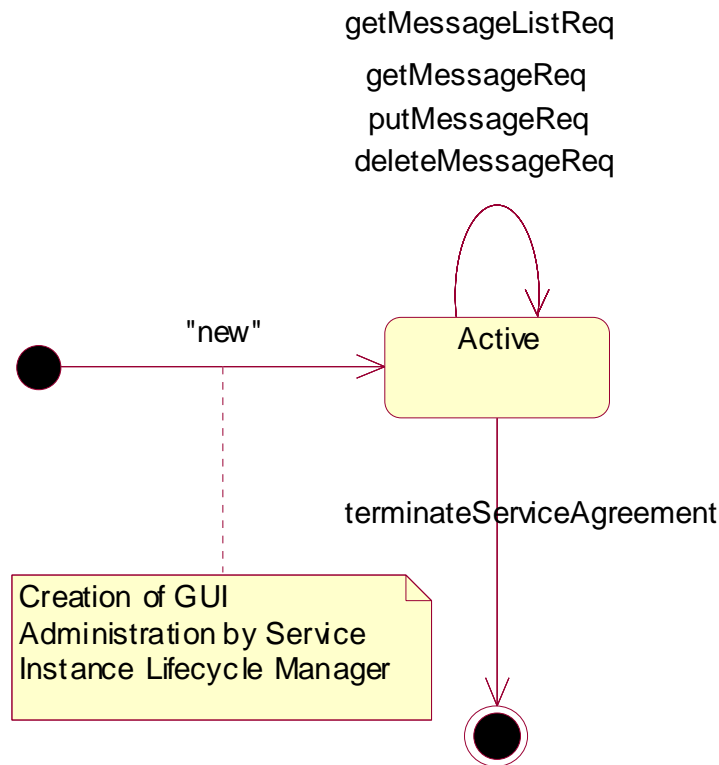 getMessageListReq
getMessageReq
putMessageReq
deleteMessageReq
"new"
Active
terminateServiceAgreement
Creation of GUI
Administration by Service
Instance Lifecycle Manager